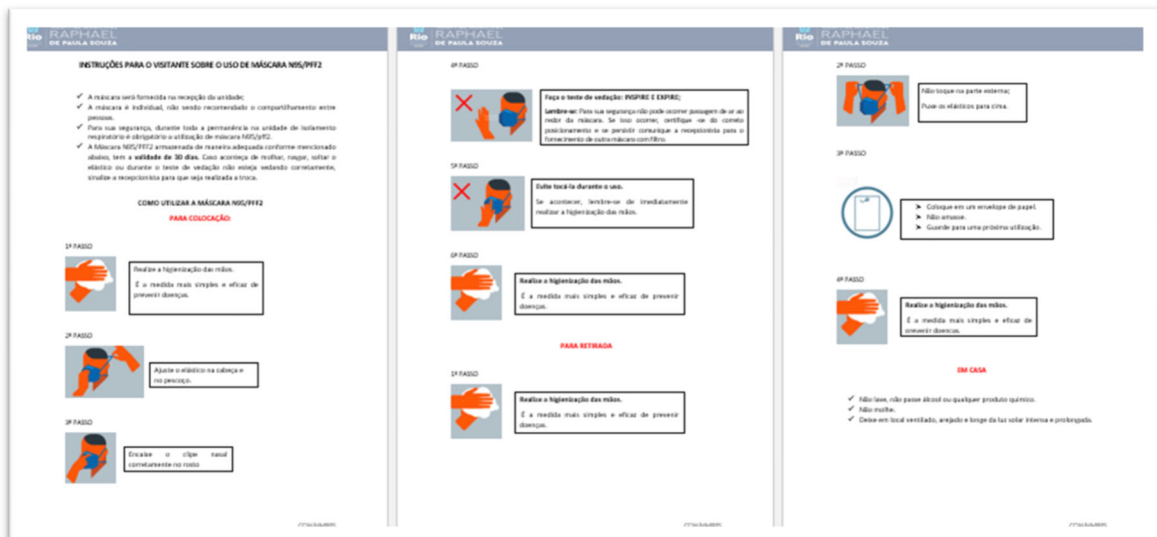 Rio RAPHAEL
DE PAULA SOUZA
INSTRUÇÕES PARA O VISITANTE SOBRE O USO DE MÁSCARA N95/PFF2
✓ A máscara será fornecida na recepção da unidade;
✓ A máscara é individual, não sendo recomendado o compartilhamento entre
pessoas.
✓ Para sua segurança, durante toda a permanência na unidade de isolamento
respiratório é obrigatório a utilização de máscara N95/pff2.
✓ A Máscara N95/PFF2 armazenada de maneira adequada conforme mencionado
abaixo, tem a validade de 30 dias. Caso aconteça de molhar, rasgar, soltar o
elástico ou durante o teste de vedação não esteja vedando corretamente,
sinalize a recepcionista para que seja realizada a troca.
COMO UTILIZAR A MÁSCARA N95/PFF2
PARA COLOCAÇÃO:
1º PASSO
Realize a higienização das mãos.
É a medida mais simples e eficaz de
prevenir doenças.
2º PASSO
Ajuste o elástico na cabeça e
no pescoço.
3º PASSO
Encaixe o clipe nasal
corretamente no rosto
Rio RAPHAEL
DE PAULA SOUZA
4º PASSO
Faça o teste de vedação: INSPIRE E EXPIRE;
Lembre-se: Para sua segurança não pode ocorrer passagem de ar ao
redor da máscara. Se isso ocorrer, certifique -se do correto
posicionamento e se persistir comunique a recepcionista para o
fornecimento de outra máscara com filtro.
5º PASSO
Evite tocá-la durante o uso.
Se acontecer, lembre-se de imediatamente
realizar a higienização das mãos.
6º PASSO
Realize a higienização das mãos.
É a medida mais simples e eficaz de prevenir
doenças.
PARA RETIRADA
1º PASSO
Realize a higienização das mãos.
É a medida mais simples e eficaz de prevenir
doenças.
Rio RAPHAEL
DE PAULA SOUZA
2º PASSO
Não toque na parte externa;
Puxe os elásticos para cima.
3º PASSO
➤ Coloque em um envelope de papel.
➤ Não amasse.
➤ Guarde para uma próxima utilização.
4º PASSO
Realize a higienização das mãos.
É a medida mais simples e eficaz de
prevenir doenças.
EM CASA
✓ Não lave, não passe álcool ou qualquer produto químico.
✓ Não molhe.
✓ Deixe em local ventilado, arejado e longe da luz solar intensa e prolongada.